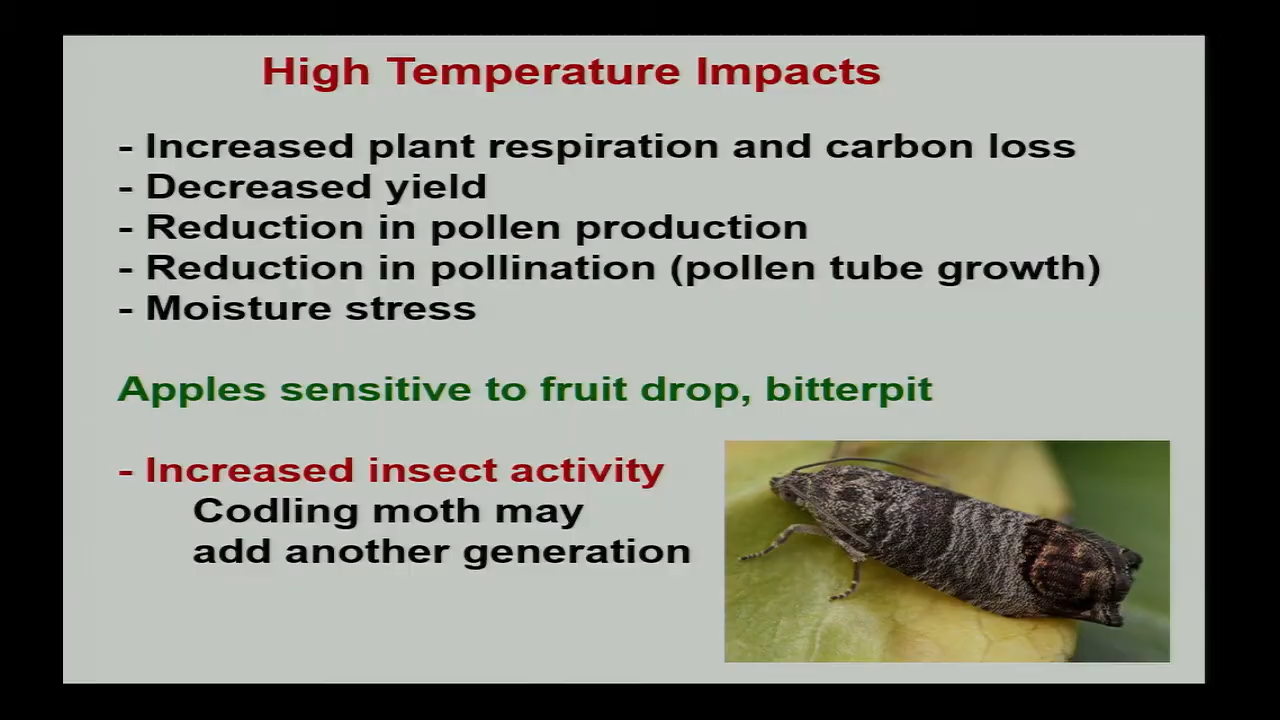 High Temperature Impacts
- Increased plant respiration and carbon loss
- Decreased yield
- Reduction in pollen production
- Reduction in pollination (pollen tube growth)
- Moisture stress
Apples sensitive to fruit drop, bitterpit
- Increased insect activity
Codling moth may
add another generation